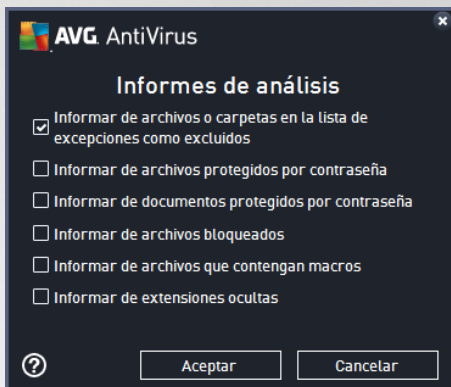 AVG. AntiVirus
Informes de análisis
Informar de archivos o carpetas en la lista de
excepciones como excluidos
Informar de archivos protegidos por contraseña
Informar de documentos protegidos por contraseña
Informar de archivos bloqueados
Informar de archivos que contengan macros
Informar de extensiones ocultas
?
Aceptar
Cancelar